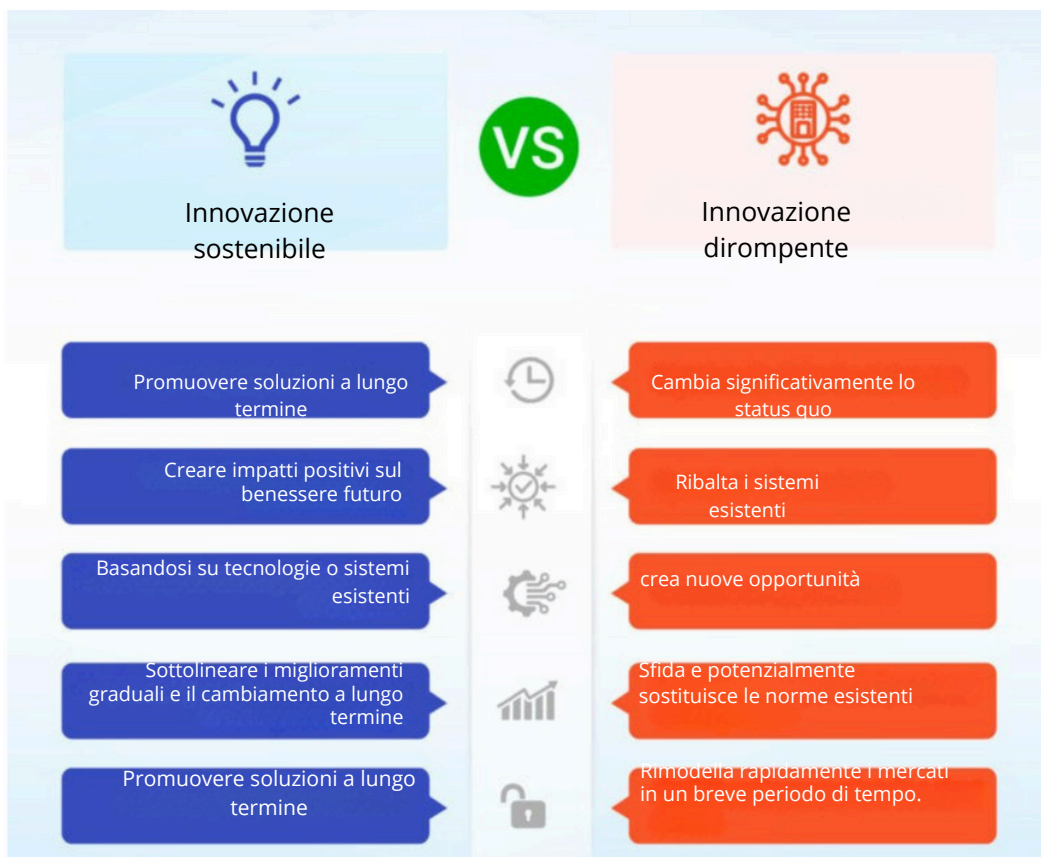 Innovazione
sostenibile
VS
Innovazione
dirompente
Promuovere soluzioni a lungo
termine
Cambia significativamente lo
status quo
Creare impatti positivi sul
benessere futuro
Ribalta i sistemi
esistenti
Basandosi su tecnologie o sistemi
esistenti
crea nuove opportunità
Sottolineare i miglioramenti
graduali e il cambiamento a lungo
termine
Sfida e potenzialmente
sostituisce le norme esistenti
Promuovere soluzioni a lungo
termine
Rimodella rapidamente i mercati
in un breve periodo di tempo.